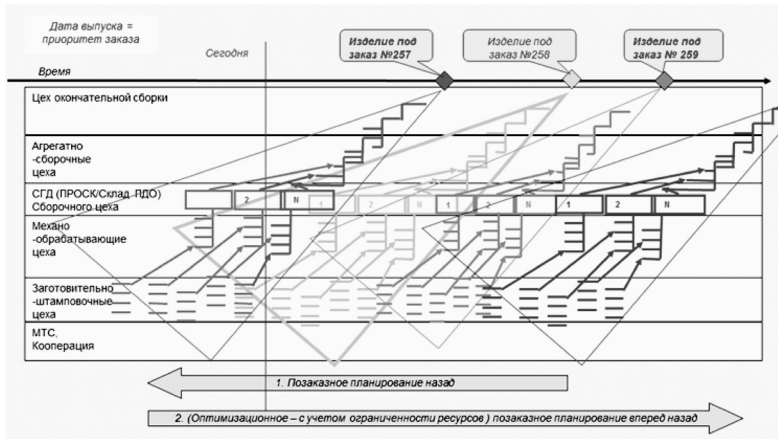 Дата выпуска =
приоритет заказа
Сегодня
Изделие под
заказ №257
Изделие под
заказ №258
Изделие под
заказ № 259
Время
Цех окончательной сборки
Агрегатно
-сборочные
цеха
СГД (ПРОСК/Склад ПДО)
Сборочного цеха
2
N
1
2
N
1
2
N
1
2
N
Механо
-обрабатывающие
цеха
Заготовительно
-штамповочные
цеха
МТС,
Кооперация
1. Позаказное планирование назад
2. (Оптимизационное – с учетом ограниченности ресурсов ) позаказное планирование вперед назад